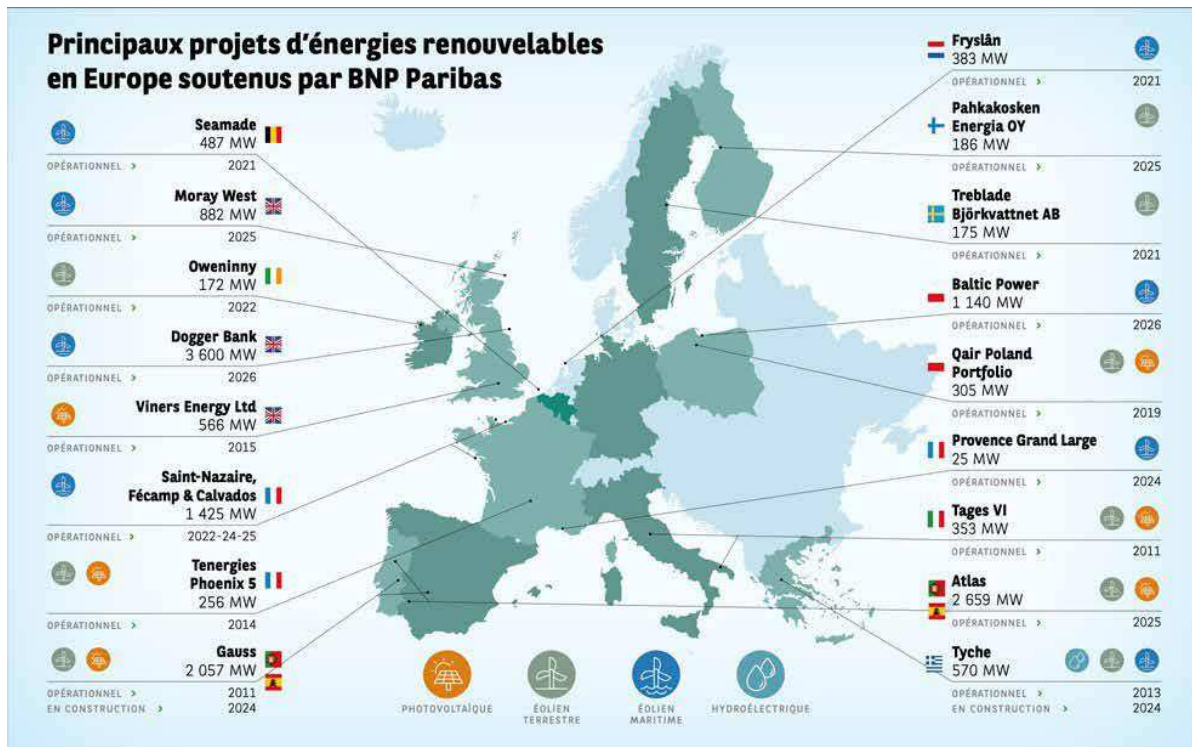 Principaux projets d'énergies renouvelables
en Europe soutenus par BNP Paribas
Seamade
487 MW
OPÉRATIONNEL > 2021
Moray West
882 MW
OPÉRATIONNEL > 2025
Oweninny
172 MW
OPÉRATIONNEL > 2022
Dogger Bank
3 600 MW
OPÉRATIONNEL > 2026
Viners Energy Ltd
566 MW
OPÉRATIONNEL > 2015
Saint-Nazaire,
Fécamp & Calvados
1 425 MW
OPÉRATIONNEL > 2022-24-25
Tenergies
Phoenix 5
256 MW
OPÉRATIONNEL > 2014
Gauss
2 057 MW
OPÉRATIONNEL > 2011
EN CONSTRUCTION > 2024
Fryslân
383 MW
OPÉRATIONNEL > 2021
Pahkakosken
Energia OY
186 MW
OPÉRATIONNEL > 2025
Treblade
Björkvattnet AB
175 MW
OPÉRATIONNEL > 2021
Baltic Power
1 140 MW
OPÉRATIONNEL > 2026
Qair Poland
Portfolio
305 MW
OPÉRATIONNEL > 2019
Provence Grand Large
25 MW
OPÉRATIONNEL > 2024
Tages VI
353 MW
OPÉRATIONNEL > 2011
Atlas
2 659 MW
OPÉRATIONNEL > 2025
Tyche
570 MW
OPÉRATIONNEL > 2013
EN CONSTRUCTION > 2024
PHOTOVOLTAÏQUE
ÉOLIEN
TERRESTRE
ÉOLIEN
MARITIME
HYDROÉLECTRIQUE